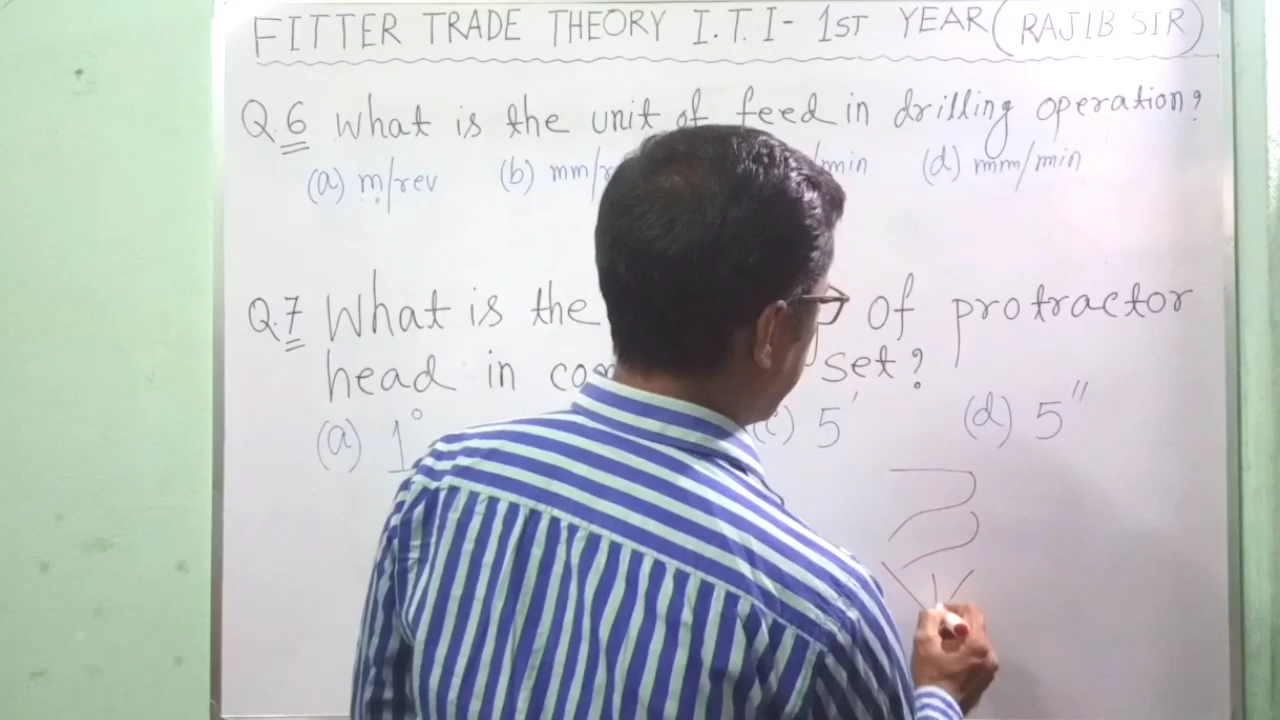 FITTER TRADE THEORY I.T.I- 1ST YEAR (RAJIB SIR)
Q.6 What is the unit of feed in drilling operation?
(a) m/rev (b) mm/r /min (d) mm/min
Q.7 What is the of protractor
head in set?
(a) 1° (c) 5' (d) 5"